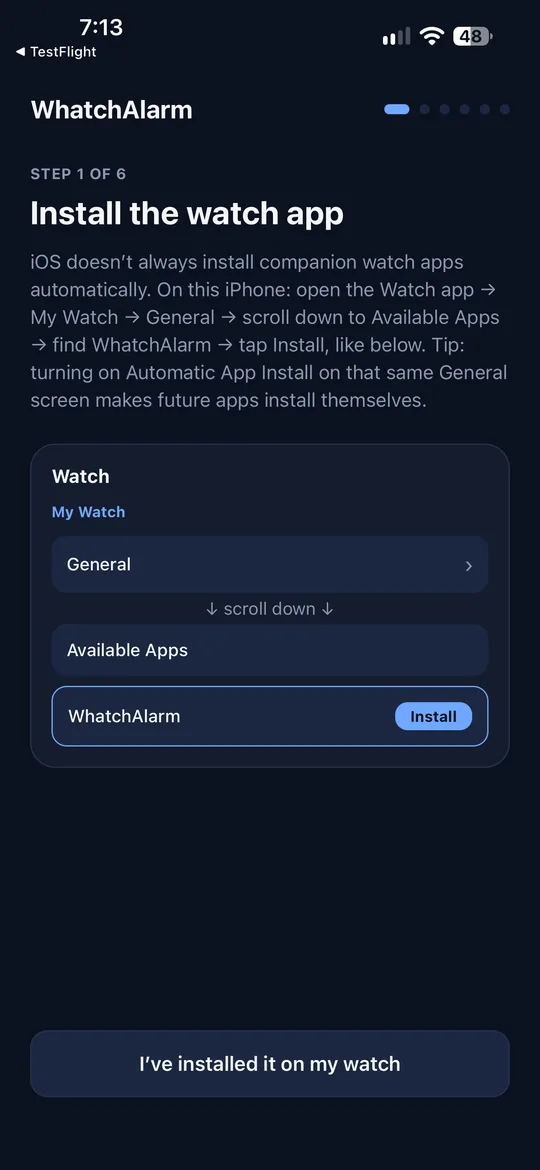 7:13
48
◀ TestFlight
WhatchAlarm
STEP 1 OF 6
Install the watch app
iOS doesn’t always install companion watch apps
automatically. On this iPhone: open the Watch app →
My Watch → General → scroll down to Available Apps
→ find WhatchAlarm → tap Install, like below. Tip:
turning on Automatic App Install on that same General
screen makes future apps install themselves.
Watch
My Watch
General ›
↓ scroll down ↓
Available Apps
WhatchAlarm Install
I’ve installed it on my watch